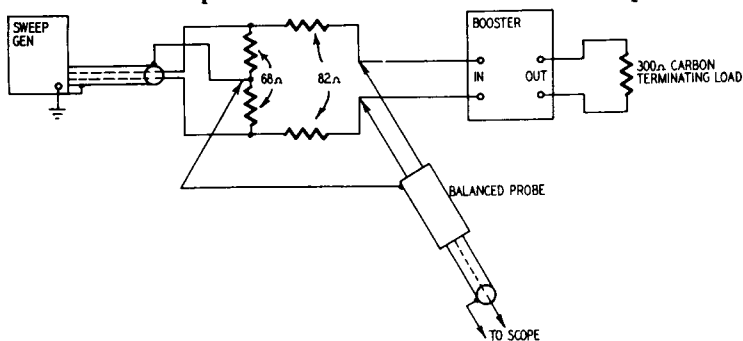 SWEEP
GEN
68Ω
82Ω
BOOSTER
IN
OUT
300Ω CARBON
TERMINATING LOAD
BALANCED PROBE
TO SCOPE